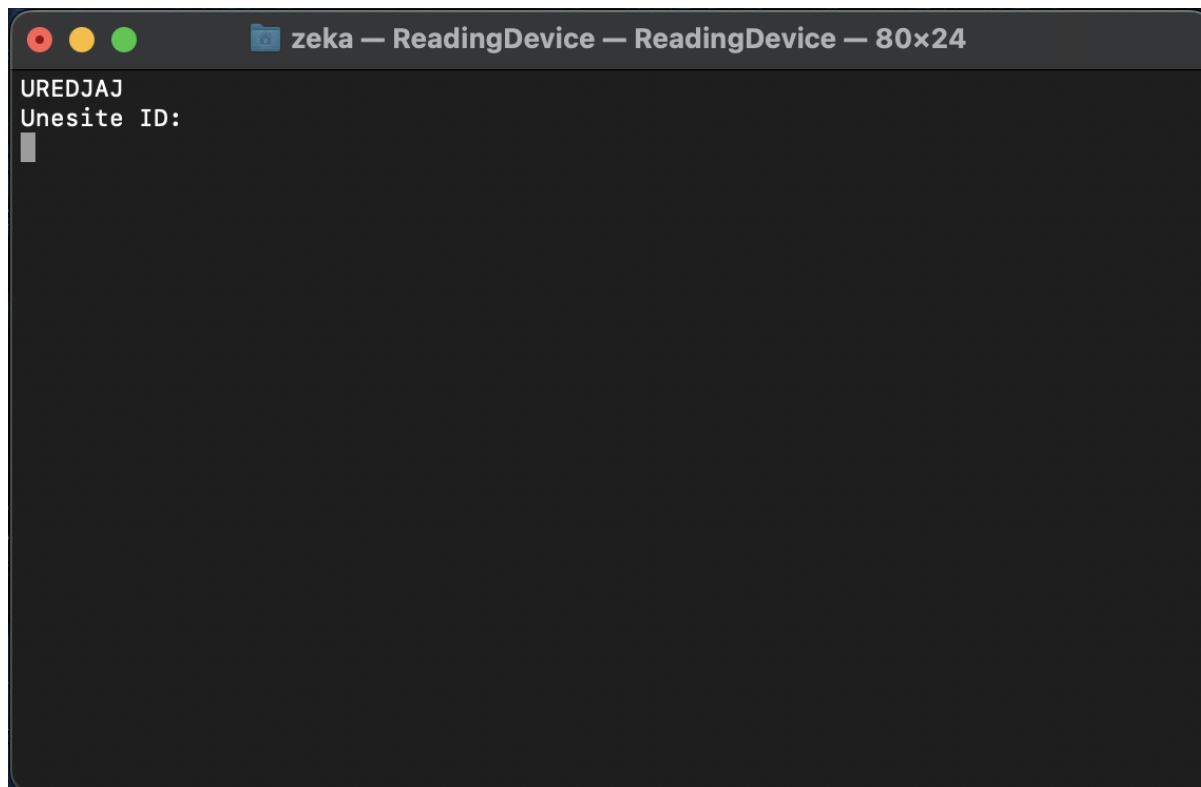 zeka — ReadingDevice — ReadingDevice — 80×24
UREDJAJ
Unesite ID: